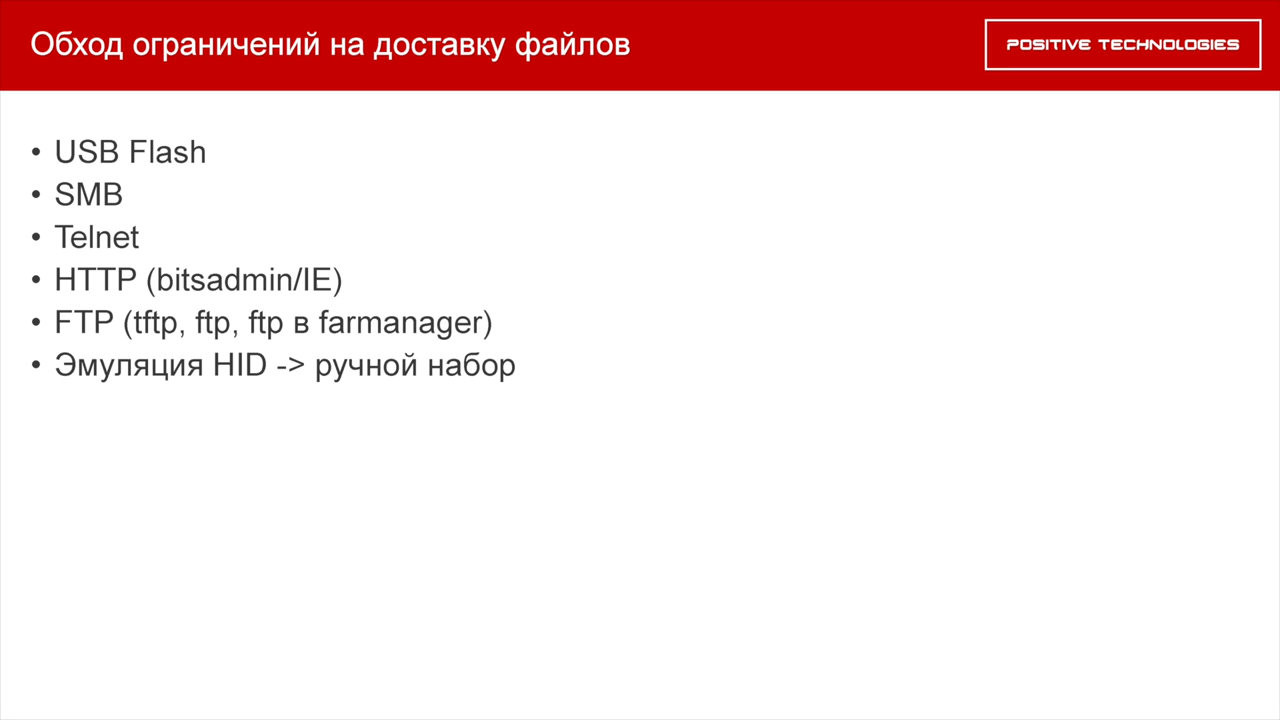 Обход ограничений на доставку файлов
POSITIVE TECHNOLOGIES
• USB Flash
• SMB
• Telnet
• HTTP (bitsadmin/IE)
• FTP (tftp, ftp, ftp в farmanager)
• Эмуляция HID -> ручной набор